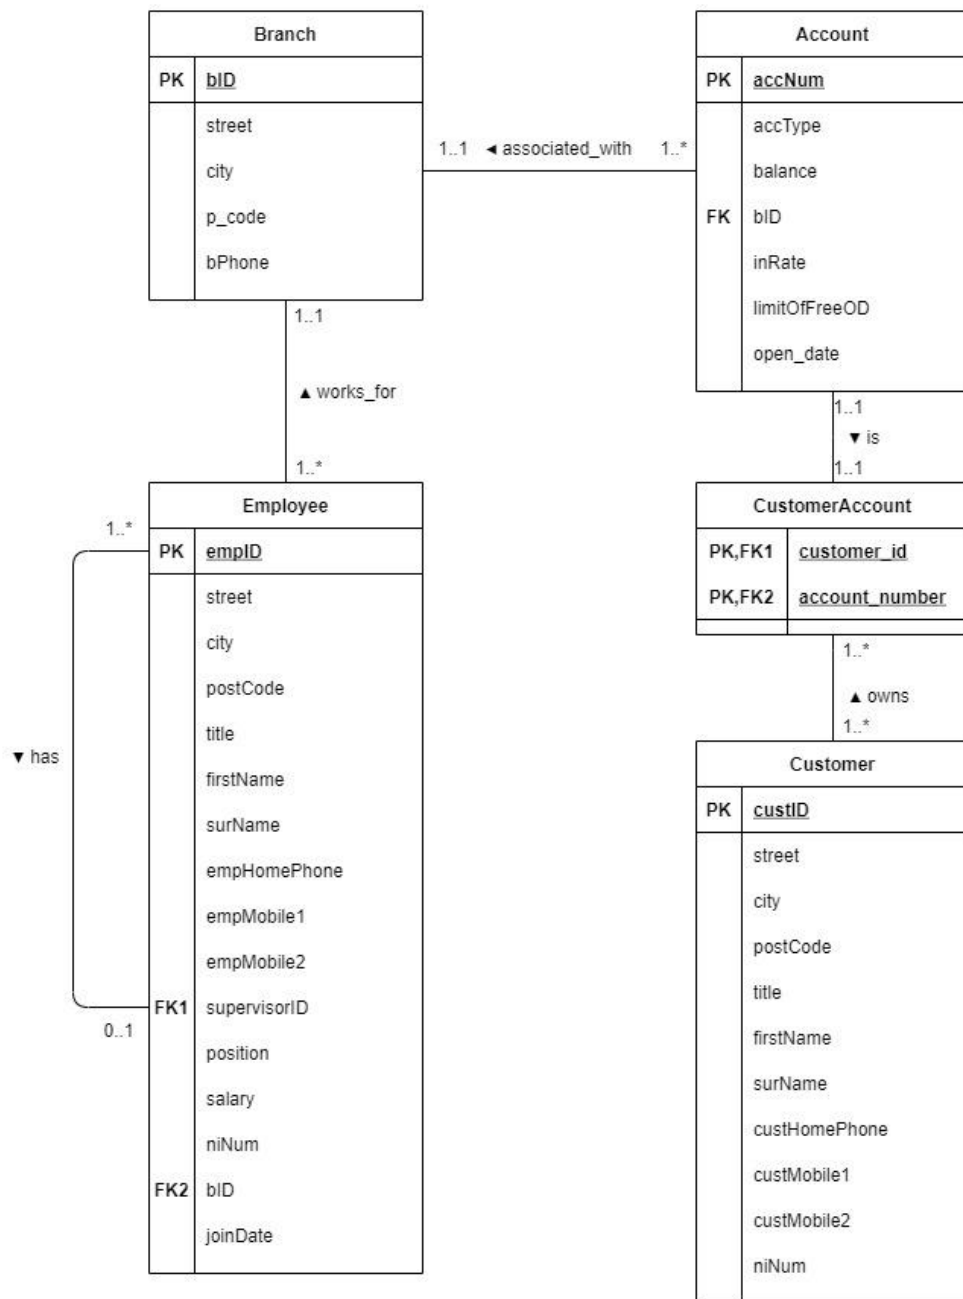 Branch
PK bID
street
city
p_code
bPhone
1..1 ◄ associated_with 1..*
Account
PK accNum
accType
balance
FK bID
inRate
limitOfFreeOD
open_date
1..1
▲ works_for
1..*
1..1
▼ is
1..1
Employee
PK empID
street
city
postCode
title
firstName
surName
empHomePhone
empMobile1
empMobile2
FK1 supervisorID
position
salary
niNum
FK2 bID
joinDate
1..*
▼ has
0..1
CustomerAccount
PK,FK1 customer_id
PK,FK2 account_number
1..*
▲ owns
1..*
Customer
PK custID
street
city
postCode
title
firstName
surName
custHomePhone
custMobile1
custMobile2
niNum